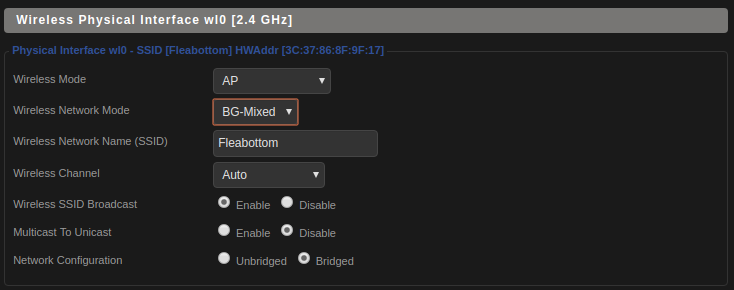 Wireless Physical Interface wl0 [2.4 GHz]
Physical Interface wl0 - SSID [Fleabottom] HWAddr [3C:37:86:8F:9F:17]
Wireless Mode AP
Wireless Network Mode BG-Mixed
Wireless Network Name (SSID) Fleabottom
Wireless Channel Auto
Wireless SSID Broadcast Enable Disable
Multicast To Unicast Enable Disable
Network Configuration Unbridged Bridged